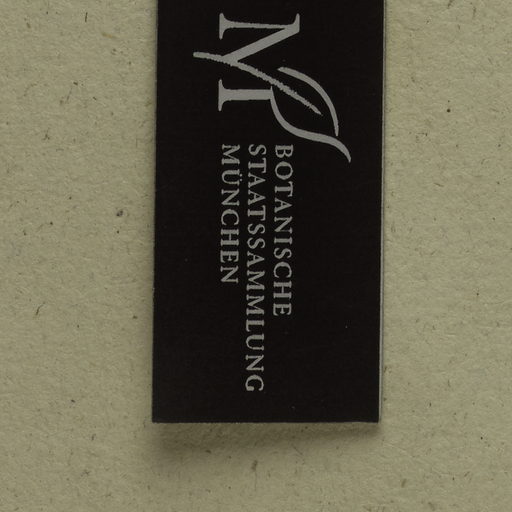 M
BOTANISCHE
STAATSSAMMLUNG
MÜNCHEN